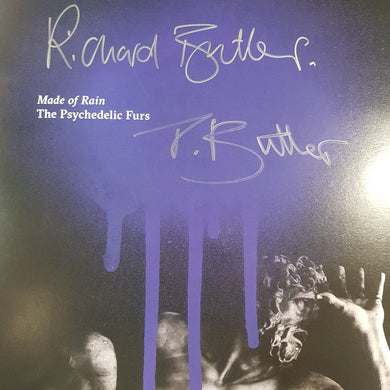 Richard Butler.
Made of Rain
The Psychedelic Furs
T. Butler